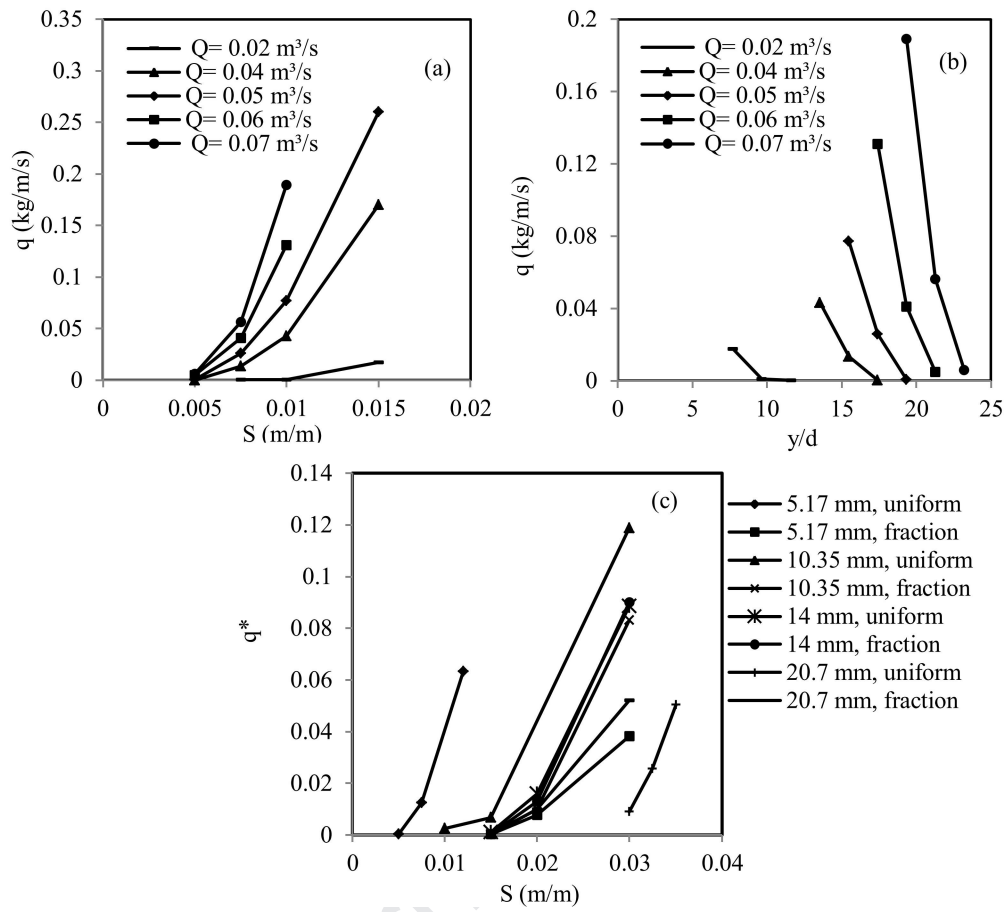 0.35
0.3
0.25
0.2
0.15
0.1
0.05
0
q (kg/m/s)
Q= 0.02 m³/s
Q= 0.04 m³/s
Q= 0.05 m³/s
Q= 0.06 m³/s
Q= 0.07 m³/s
(a)
0 0.005 0.01 0.015 0.02
S (m/m)
0.2
0.16
0.12
0.08
0.04
0
q (kg/m/s)
Q= 0.02 m³/s
Q= 0.04 m³/s
Q= 0.05 m³/s
Q= 0.06 m³/s
Q= 0.07 m³/s
(b)
0 5 10 15 20 25
y/d
0.14
0.12
0.1
0.08
0.06
0.04
0.02
0
q*
(c)
0 0.01 0.02 0.03 0.04
S (m/m)
5.17 mm, uniform
5.17 mm, fraction
10.35 mm, uniform
10.35 mm, fraction
14 mm, uniform
14 mm, fraction
20.7 mm, uniform
20.7 mm, fraction